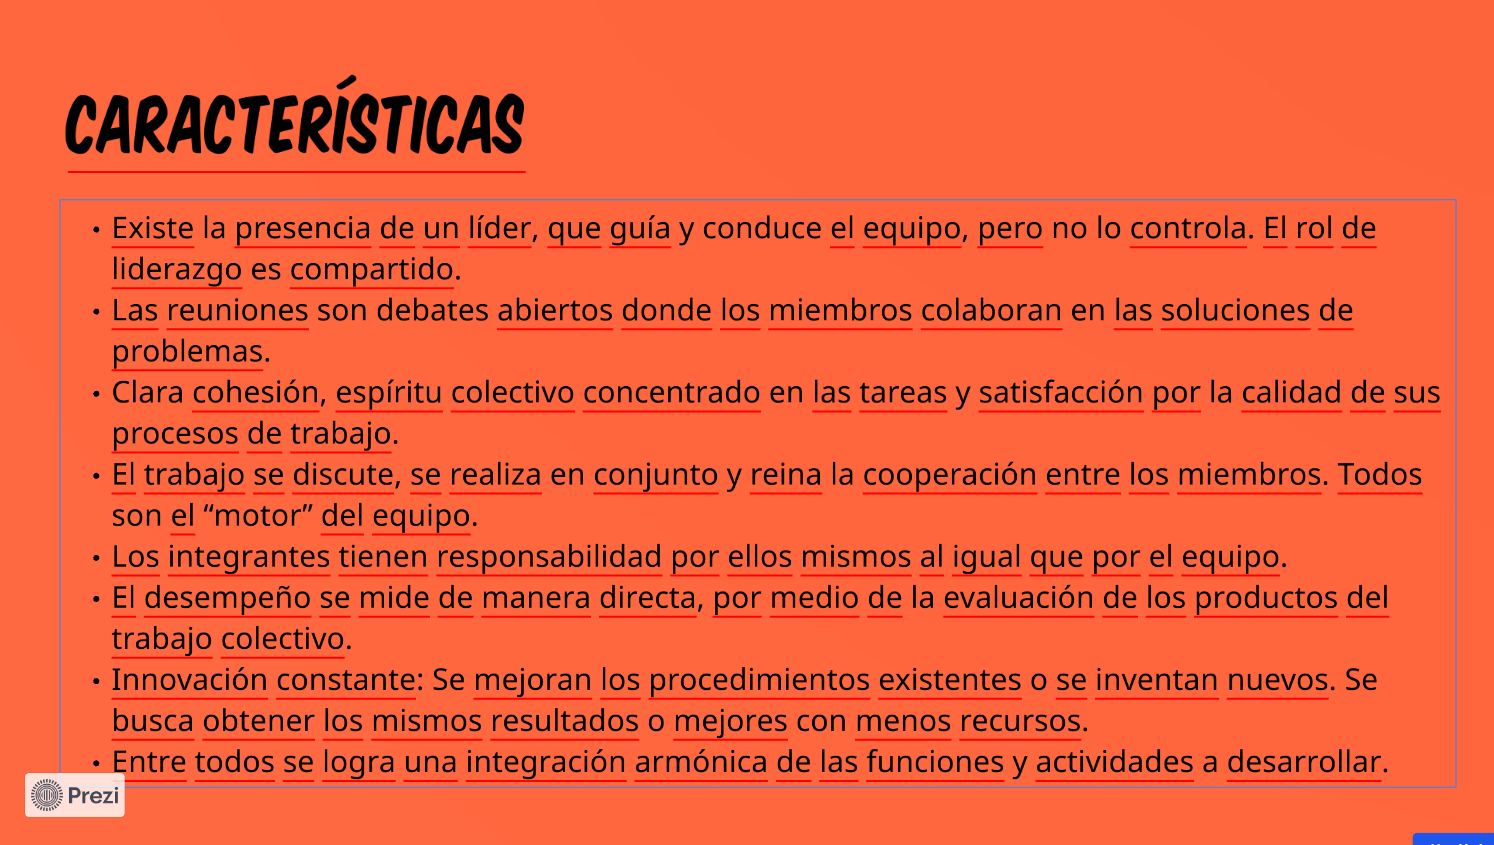 CARACTERÍSTICAS
• Existe la presencia de un líder, que guía y conduce el equipo, pero no lo controla. El rol de
liderazgo es compartido.
• Las reuniones son debates abiertos donde los miembros colaboran en las soluciones de
problemas.
• Clara cohesión, espíritu colectivo concentrado en las tareas y satisfacción por la calidad de sus
procesos de trabajo.
• El trabajo se discute, se realiza en conjunto y reina la cooperación entre los miembros. Todos
son el “motor” del equipo.
• Los integrantes tienen responsabilidad por ellos mismos al igual que por el equipo.
• El desempeño se mide de manera directa, por medio de la evaluación de los productos del
trabajo colectivo.
• Innovación constante: Se mejoran los procedimientos existentes o se inventan nuevos. Se
busca obtener los mismos resultados o mejores con menos recursos.
• Entre todos se logra una integración armónica de las funciones y actividades a desarrollar.
Prezi